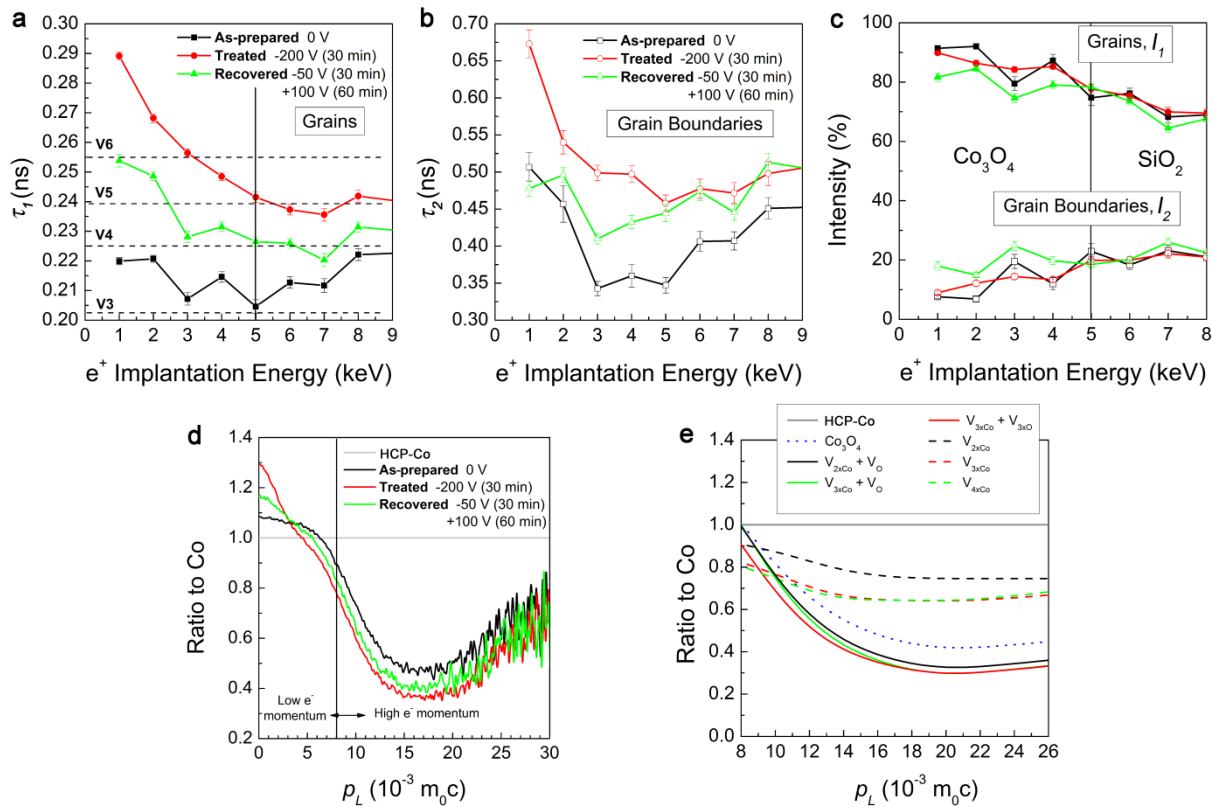 a
0.30
0.29
0.28
0.27
0.26
0.25
0.24
0.23
0.22
0.21
0.20
τ1 (ns)
As-prepared 0 V
Treated -200 V (30 min)
Recovered -50 V (30 min)
+100 V (60 min)
Grains
V6
V5
V4
V3
1 2 3 4 5 6 7 8 9
e+ Implantation Energy (keV)
b
0.75
0.70
0.65
0.60
0.55
0.50
0.45
0.40
0.35
0.30
τ2 (ns)
As-prepared 0 V
Treated -200 V (30 min)
Recovered -50 V (30 min)
+100 V (60 min)
Grain Boundaries
1 2 3 4 5 6 7 8 9
e+ Implantation Energy (keV)
c
100
80
60
40
20
0
Intensity (%)
Grains, I1
Co3O4
SiO2
Grain Boundaries, I2
1 2 3 4 5 6 7 8
e+ Implantation Energy (keV)
d
1.4
1.2
1.0
0.8
0.6
0.4
0.2
Ratio to Co
HCP-Co
As-prepared 0 V
Treated -200 V (30 min)
Recovered -50 V (30 min)
+100 V (60 min)
Low e-
momentum
High e- momentum
0 5 10 15 20 25 30
pL (10-3 m0c)
e
HCP-Co
Co3O4
V2xCo + VO
V3xCo + VO
V3xCo + V3xO
V2xCo
V3xCo
V4xCo
1.4
1.2
1.0
0.8
0.6
0.4
0.2
0.0
Ratio to Co
8 10 12 14 16 18 20 22 24 26
pL (10-3 m0c)